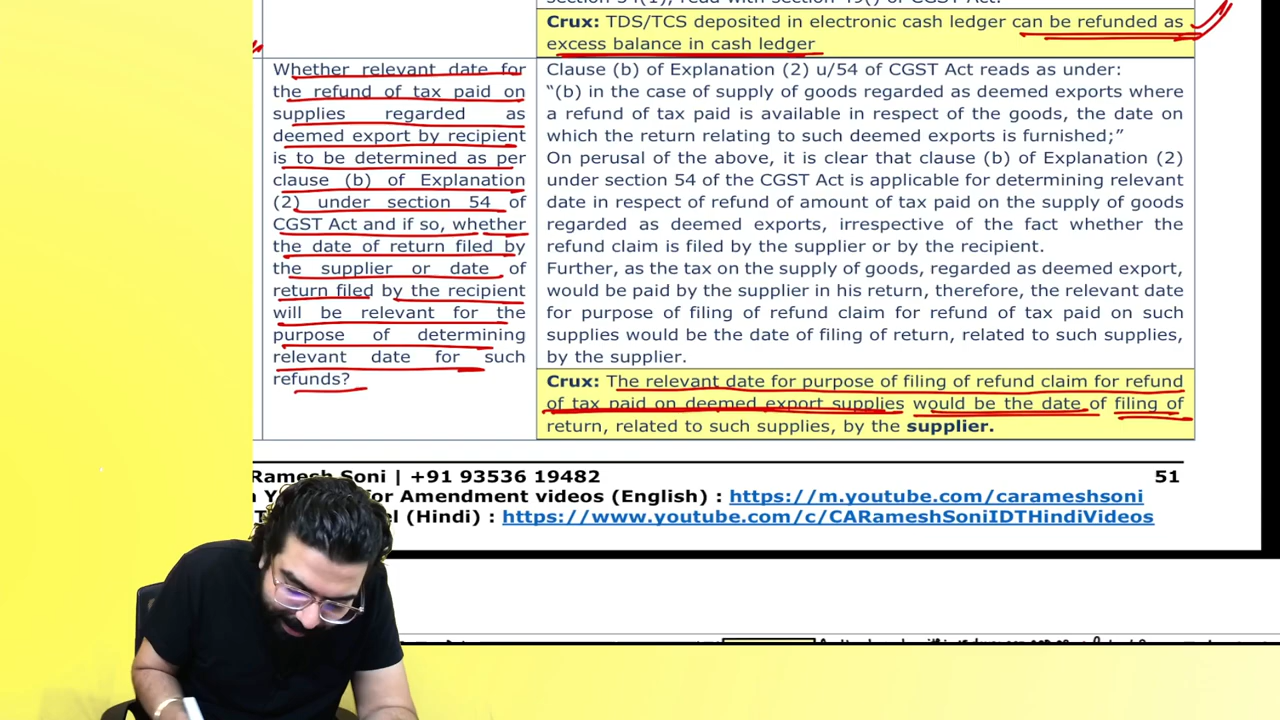 section 54(1), read with section 49() of CGST Act.
Crux: TDS/TCS deposited in electronic cash ledger can be refunded as
excess balance in cash ledger
Whether relevant date for
the refund of tax paid on
supplies regarded as
deemed export by recipient
is to be determined as per
clause (b) of Explanation
(2) under section 54 of
CGST Act and if so, whether
the date of return filed by
the supplier or date of
return filed by the recipient
will be relevant for the
purpose of determining
relevant date for such
refunds?
Clause (b) of Explanation (2) u/54 of CGST Act reads as under:
“(b) in the case of supply of goods regarded as deemed exports where
a refund of tax paid is available in respect of the goods, the date on
which the return relating to such deemed exports is furnished;”
On perusal of the above, it is clear that clause (b) of Explanation (2)
under section 54 of the CGST Act is applicable for determining relevant
date in respect of refund of amount of tax paid on the supply of goods
regarded as deemed exports, irrespective of the fact whether the
refund claim is filed by the supplier or by the recipient.
Further, as the tax on the supply of goods, regarded as deemed export,
would be paid by the supplier in his return, therefore, the relevant date
for purpose of filing of refund claim for refund of tax paid on such
supplies would be the date of filing of return, related to such supplies,
by the supplier.
Crux: The relevant date for purpose of filing of refund claim for refund
of tax paid on deemed export supplies would be the date of filing of
return, related to such supplies, by the supplier.
Ramesh Soni | +91 93536 19482 51
for Amendment videos (English) : https://m.youtube.com/carameshsoni
el (Hindi) : https://www.youtube.com/c/CARameshSoniIDTHindiVideos